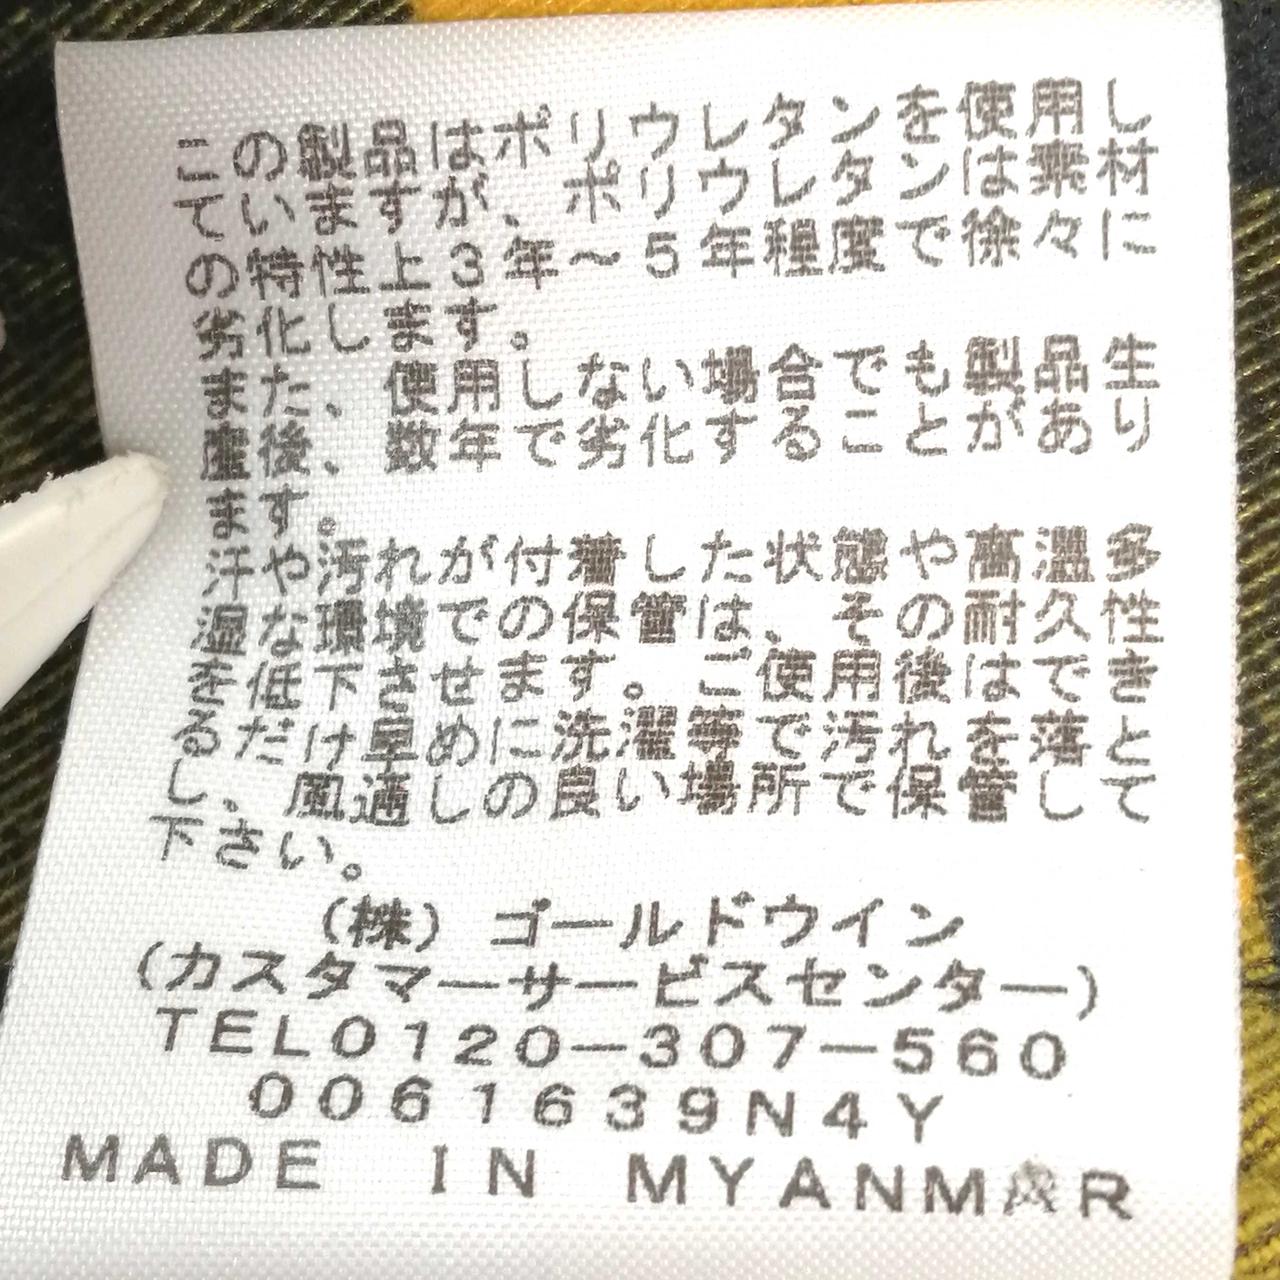 この製品はポリウレタンを使用し
ていますが、ポリウレタンは素材
の特性上3年〜5年程度で徐々に
劣化します。
また、使用しない場合でも製品生
産後、数年で劣化することがあり
ます。
汗や汚れが付着した状態や高温多
湿な環境での保管は、その耐久性
を低下させます。ご使用後はでき
るだけ早めに洗濯等で汚れを落と
し、風通しの良い場所で保管して
下さい。
(株) ゴールドウイン
(カスタマーサービスセンター)
TEL0120-307-560
0061639N4Y
MADE IN MYANMAR